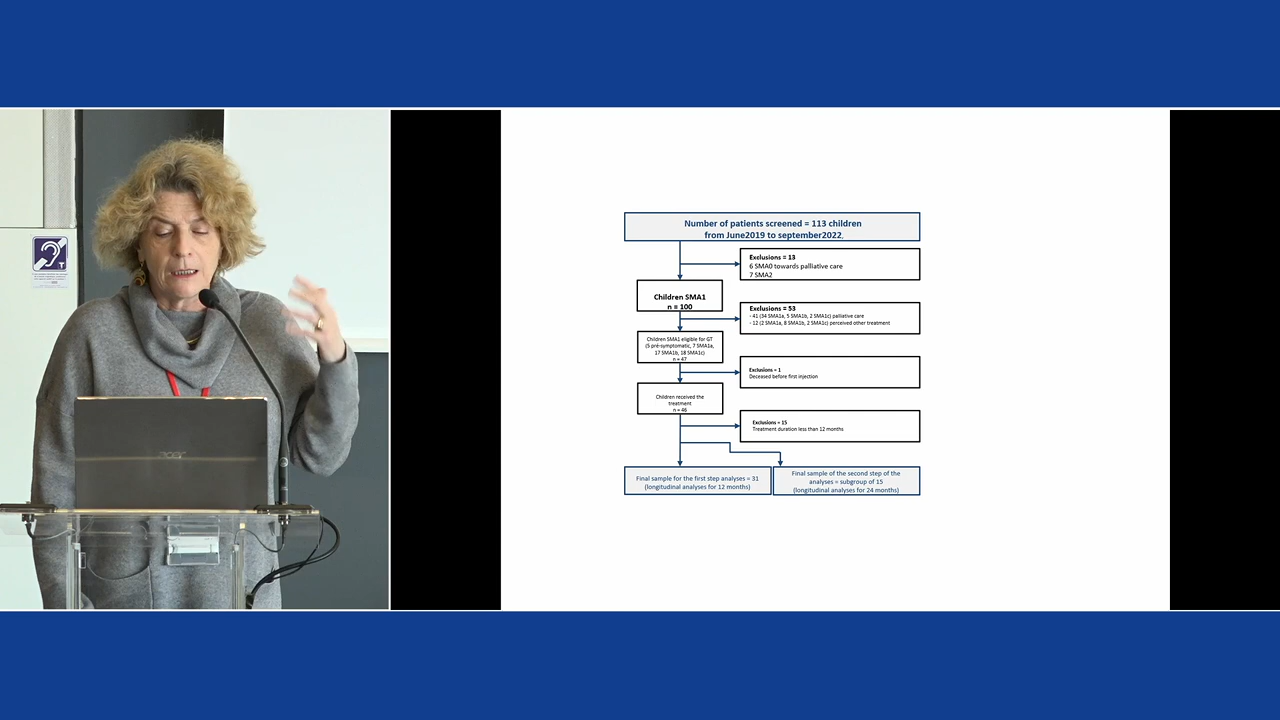 Number of patients screened = 113 children
from June2019 to september2022.
Exclusions = 13
6 SMA0 towards palliative care
7 SMA2
Children SMA1
n = 100
Exclusions = 53
- 41 (34 SMA1a, 5 SMA1b, 2 SMA1c) palliative care
- 12 (2 SMA1a, 8 SMA1b, 2 SMA1c) perceived other treatment
Children SMA1 eligible for GT
(5 pré-symptomatic, 7 SMA1a,
17 SMA1b, 18 SMA1c)
n = 47
Exclusions = 1
Deceased before first injection
Children received the
treatment
n = 46
Exclusions = 15
Treatment duration less than 12 months
Final sample for the first step analyses = 31
(longitudinal analyses for 12 months)
Final sample of the second step of the
analyses = subgroup of 15
(longitudinal analyses for 24 months)
acer